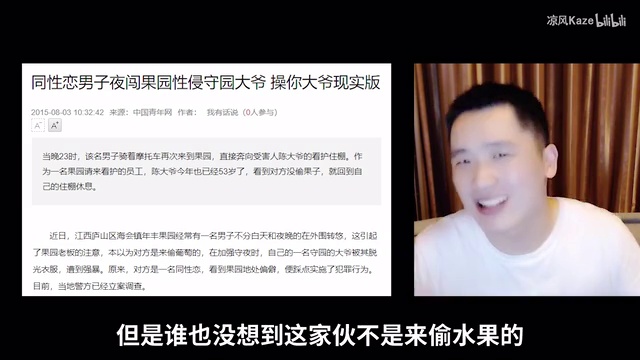 凉风Kaze bilibili
同性恋男子夜闯果园性侵守园大爷 操你大爷现实版
2015-08-03 10:32:42 来源：中国青年网 作者： 我有话说（0人参与）
A- A+
当晚23时，该名男子骑着摩托车再次来到果园，直接奔向受害人陈大爷的看护住棚。作
为一名果园请来看护的员工，陈大爷今年也已经53岁了，看到对方没偷果子，就回到自
己的住棚休息。
近日，江西庐山区海会镇年丰果园经常有一名男子不分白天和夜晚的在外围转悠，这引起
了果园老板的注意，本以为对方是来偷葡萄的，在加强守夜时，自己的一名守园的大爷被其脱
光衣服，遭到强暴。原来，对方是一名同性恋，看到果园地处偏僻，便踩点实施了犯罪行为。
目前，当地警方已经立案调查。
但是谁也没想到这家伙不是来偷水果的